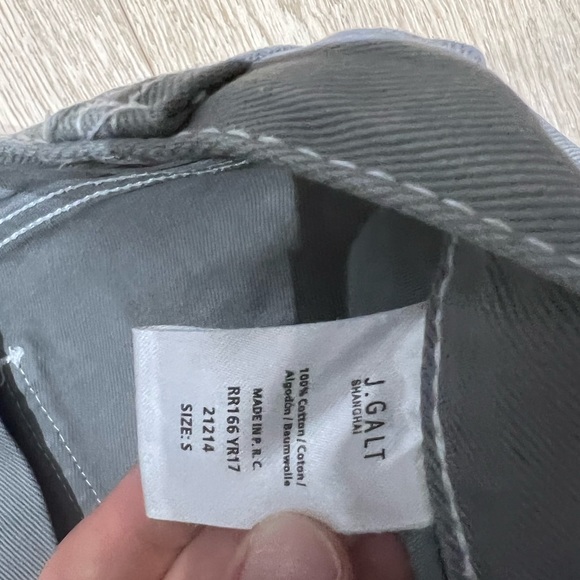 J.GALT
SHANGHAI
100% Cotton / Coton /
Algodón / Baumwolle
MADE IN P. R. C.
RR166 YR17
21214
SIZE: S